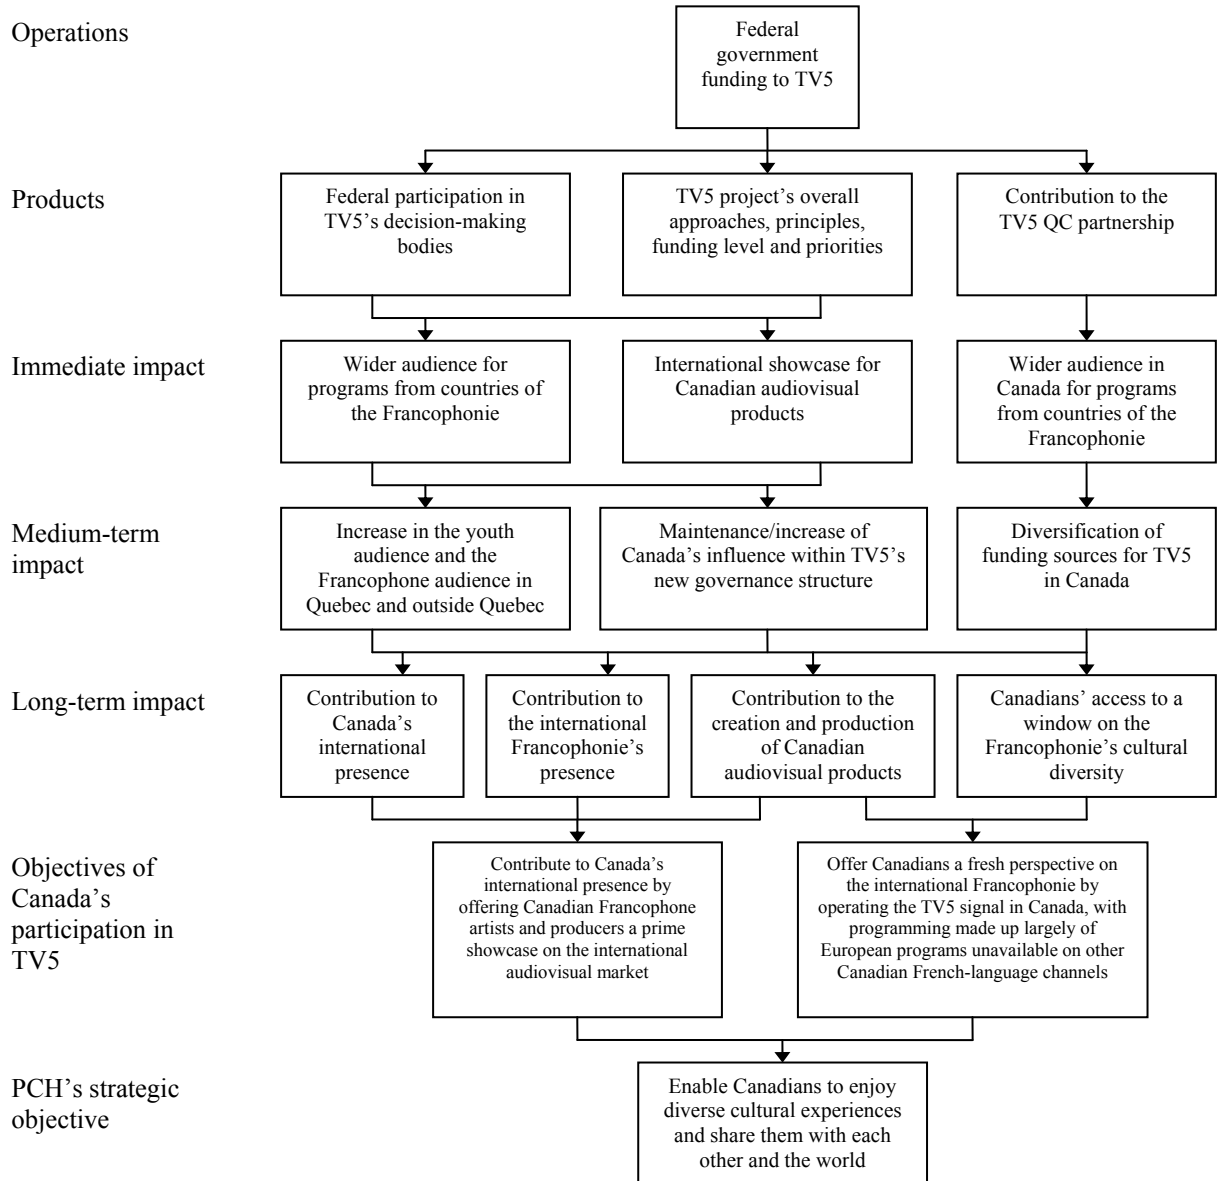 Operations
Federal
government
funding to TV5
Products
Federal participation in
TV5’s decision-making
bodies
TV5 project’s overall
approaches, principles,
funding level and priorities
Contribution to the
TV5 QC partnership
Immediate impact
Wider audience for
programs from countries of
the Francophonie
International showcase for
Canadian audiovisual
products
Wider audience in
Canada for programs
from countries of the
Francophonie
Medium-term
impact
Increase in the youth
audience and the
Francophone audience in
Quebec and outside Quebec
Maintenance/increase of
Canada’s influence within TV5’s
new governance structure
Diversification of
funding sources for TV5
in Canada
Long-term impact
Contribution to
Canada’s
international
presence
Contribution to
the international
Francophonie’s
presence
Contribution to the
creation and production
of Canadian
audiovisual products
Canadians’ access to a
window on the
Francophonie’s cultural
diversity
Objectives of
Canada’s
participation in
TV5
Contribute to Canada’s
international presence by
offering Canadian Francophone
artists and producers a prime
showcase on the international
audiovisual market
Offer Canadians a fresh perspective on
the international Francophonie by
operating the TV5 signal in Canada, with
programming made up largely of
European programs unavailable on other
Canadian French-language channels
PCH’s strategic
objective
Enable Canadians to enjoy
diverse cultural experiences
and share them with each
other and the world